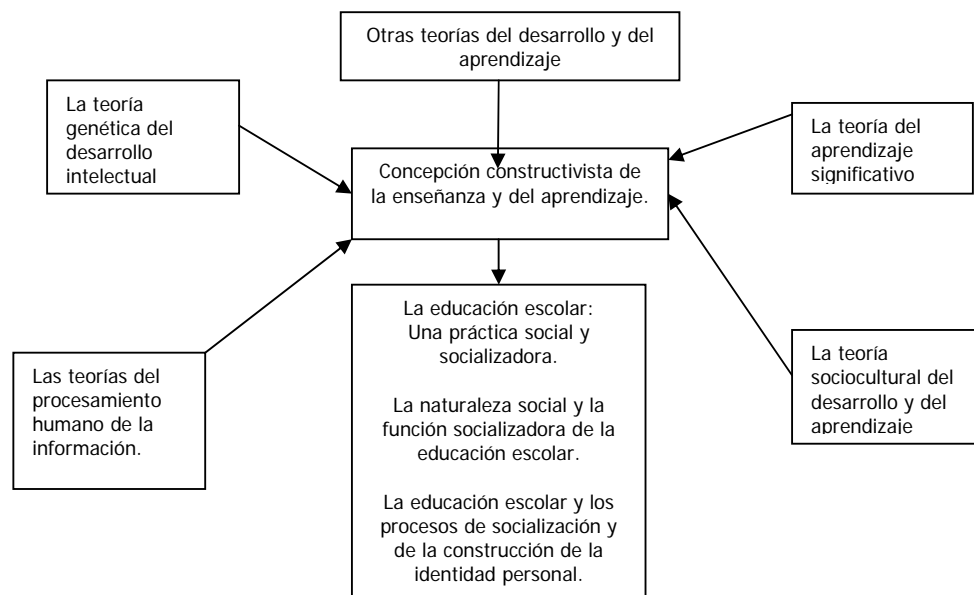 Otras teorías del desarrollo y del
aprendizaje
La teoría
genética del
desarrollo
intelectual
La teoría del
aprendizaje
significativo
Concepción constructivista de
la enseñanza y del aprendizaje.
La educación escolar:
Una práctica social y
socializadora.
La naturaleza social y la
función socializadora de la
educación escolar.
La educación escolar y los
procesos de socialización y
de la construcción de la
identidad personal.
Las teorías del
procesamiento
humano de la
información.
La teoría
sociocultural del
desarrollo y del
aprendizaje